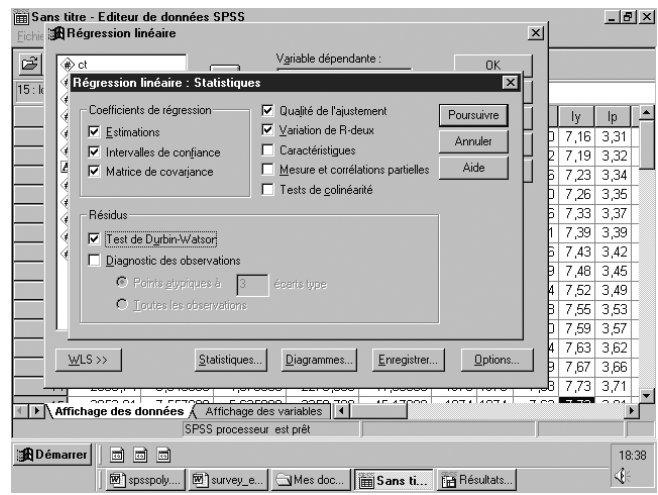 Sans titre - Editeur de données SPSS
Régression linéaire
ct
Variable dépendante :
OK
15 :
Régression linéaire : Statistiques
Coefficients de régression
Estimations
Intervalles de confiance
Matrice de covariance
Qualité de l'ajustement
Variation de R-deux
Caractéristiques
Mesure et corrélations partielles
Tests de colinéarité
Poursuivre
Annuler
Aide
Résidus
Test de Durbin-Watson
Diagnostic des observations
Points atypiques à 3 écarts type
Toutes les observations
ly lp
7,16 3,31
7,19 3,32
7,23 3,34
7,26 3,35
7,33 3,37
7,39 3,39
7,43 3,42
7,48 3,45
7,52 3,49
7,55 3,53
7,59 3,57
7,63 3,62
7,67 3,66
7,73 3,71
WLS >>
Statistiques...
Diagrammes...
Enregistrer...
Options...
Affichage des données
Affichage des variables
SPSS processeur est prêt
Démarrer
18:38
spsspoly....
survey_e...
Mes doc...
Sans ti...
Résultats...